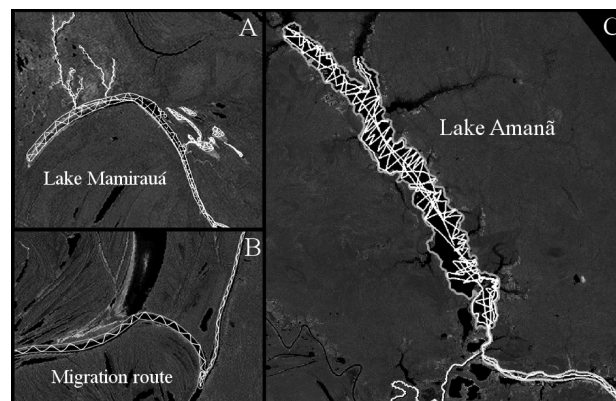 A
Lake Mamirauá
B
Migration route
C
Lake Amanã